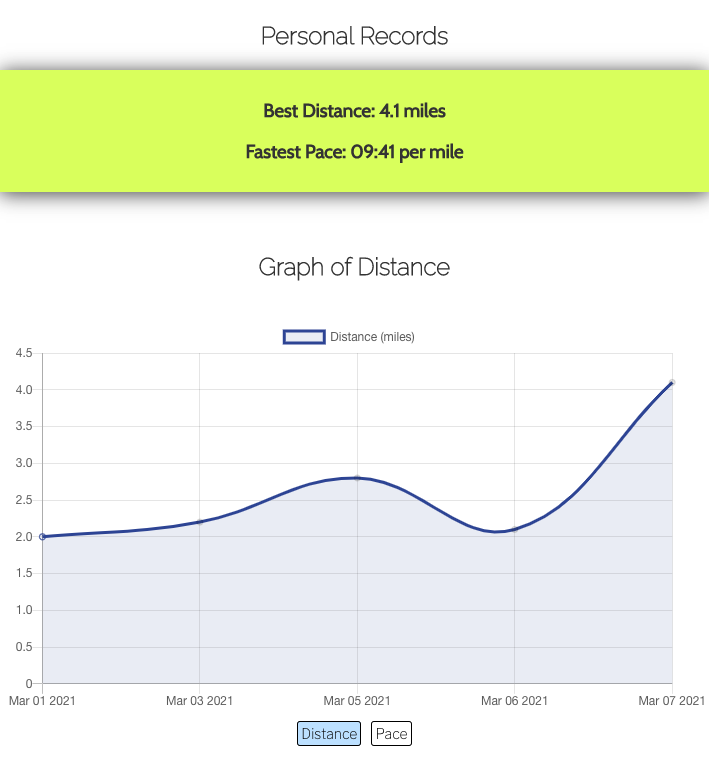 Personal Records
Best Distance: 4.1 miles
Fastest Pace: 09:41 per mile
Graph of Distance
Distance (miles)
4.5
4.0
3.5
3.0
2.5
2.0
1.5
1.0
0.5
0
Mar 01 2021 Mar 03 2021 Mar 05 2021 Mar 06 2021 Mar 07 2021
Distance Pace